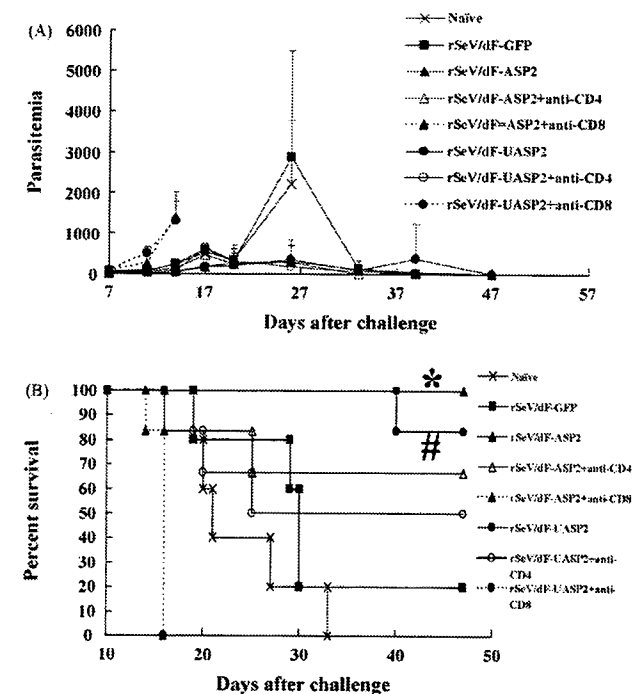 (A)
6000
5000
4000
3000
2000
1000
0
Parasitemia
7 17 27 37 47 57
Days after challenge
Naïve
rSeV/dF-GFP
rSeV/dF-ASP2
rSeV/dF-ASP2+anti-CD4
rSeV/dF=ASP2+anti-CD8
rSeV/dF-UASP2
rSeV/dF-UASP2+anti-CD4
rSeV/dF-UASP2+anti-CD8
(B)
100
90
80
70
60
50
40
30
20
10
0
Percent survival
10 20 30 40 50
Days after challenge
*
#
Naïve
rSeV/dF-GFP
rSeV/dF-ASP2
rSeV/dF-ASP2+anti-CD4
rSeV/dF-ASP2+anti-CD8
rSeV/dF-UASP2
rSeV/dF-UASP2+anti-
CD4
rSeV/dF-UASP2+anti-
CD8